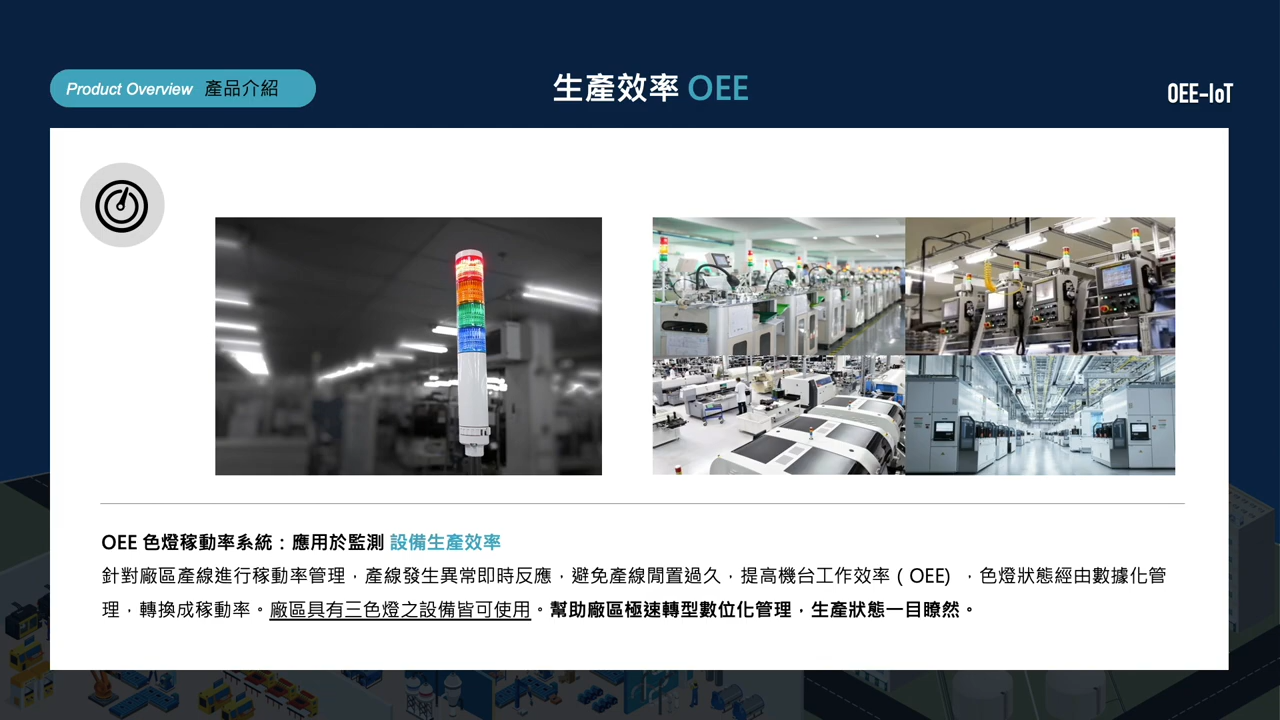 Product Overview 產品介紹
生產效率 OEE
OEE-IoT
OEE 色燈稼動率系統：應用於監測 設備生產效率
針對廠區產線進行稼動率管理，產線發生異常即時反應，避免產線閒置過久，提高機台工作效率 ( OEE) ，色燈狀態經由數據化管
理，轉換成稼動率。廠區具有三色燈之設備皆可使用。幫助廠區極速轉型數位化管理，生產狀態一目瞭然。